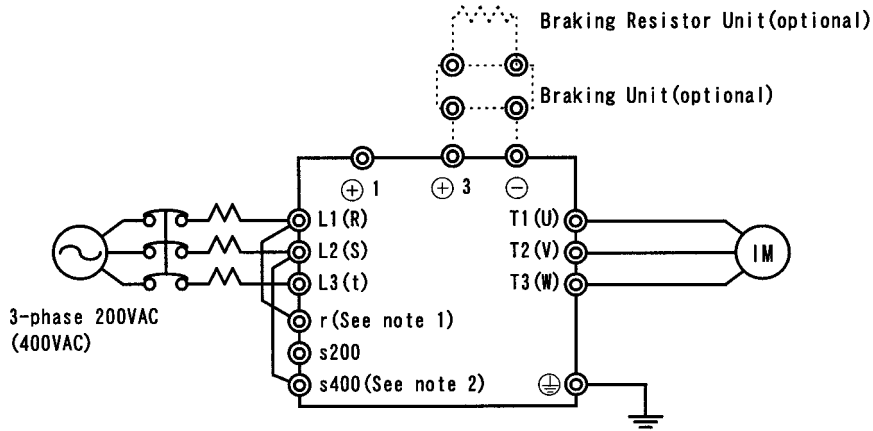 Braking Resistor Unit(optional)
Braking Unit(optional)
⊕ 1
⊕ 3
⊖
L1(R)
L2(S)
L3(t)
r(See note 1)
s200
s400(See note 2)
T1(U)
T2(V)
T3(W)
IM
3-phase 200VAC
(400VAC)